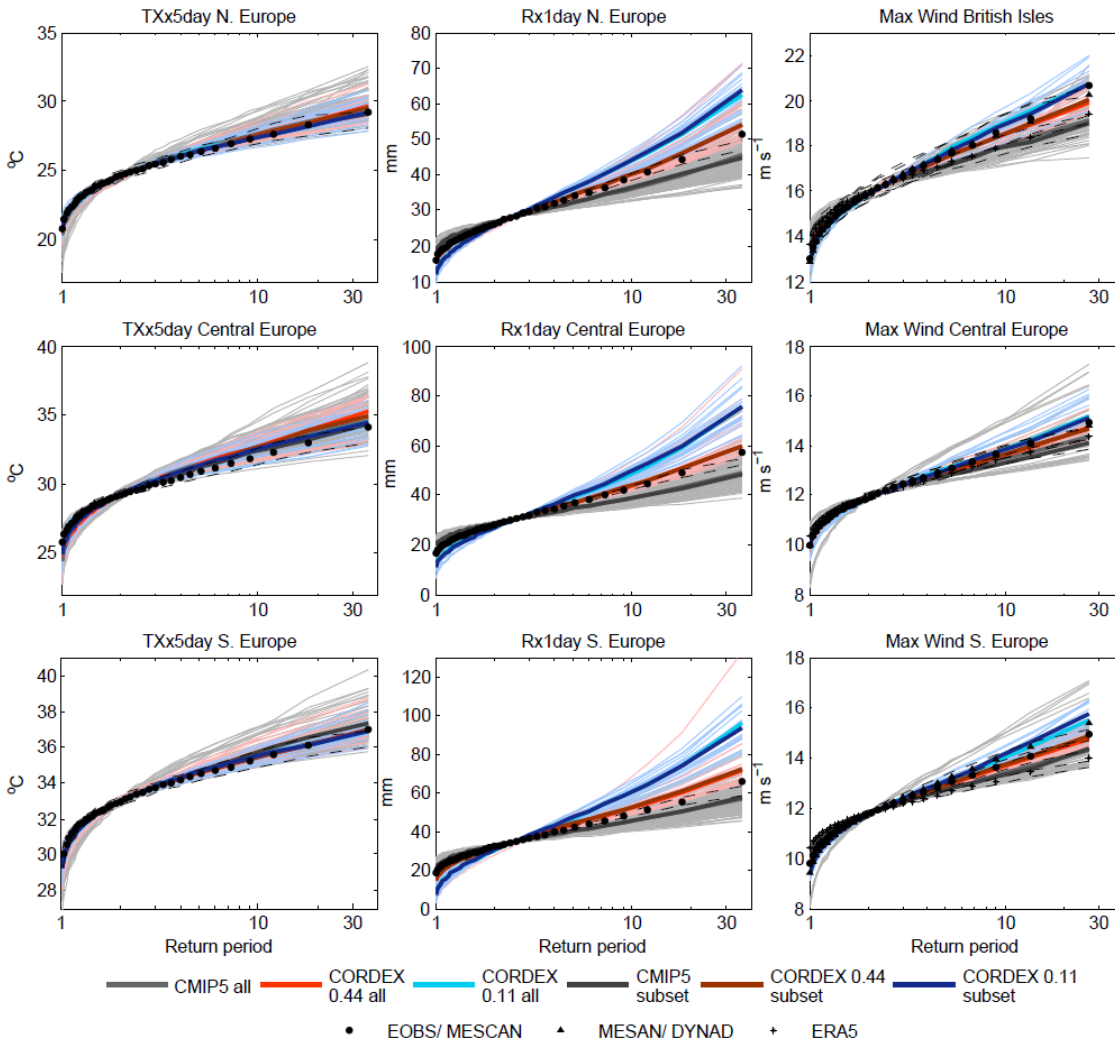 TXx5day N. Europe
Rx1day N. Europe
Max Wind British Isles
35
30
25
20
ºC
1
10
30
80
70
60
50
40
30
20
10
mm
1
10
30
22
20
18
16
14
12
m s⁻¹
1
10
30
TXx5day Central Europe
Rx1day Central Europe
Max Wind Central Europe
40
35
30
25
ºC
1
10
30
100
80
60
40
20
0
mm
1
10
30
18
16
14
12
10
8
m s⁻¹
1
10
30
TXx5day S. Europe
Rx1day S. Europe
Max Wind S. Europe
40
38
36
34
32
30
28
ºC
1
10
30
Return period
120
100
80
60
40
20
0
mm
1
10
30
Return period
18
16
14
12
10
8
m s⁻¹
1
10
30
Return period
CMIP5 all
CORDEX
0.44 all
CORDEX
0.11 all
CMIP5
subset
CORDEX 0.44
subset
CORDEX 0.11
subset
EOBS/ MESCAN
MESAN/ DYNAD
ERA5